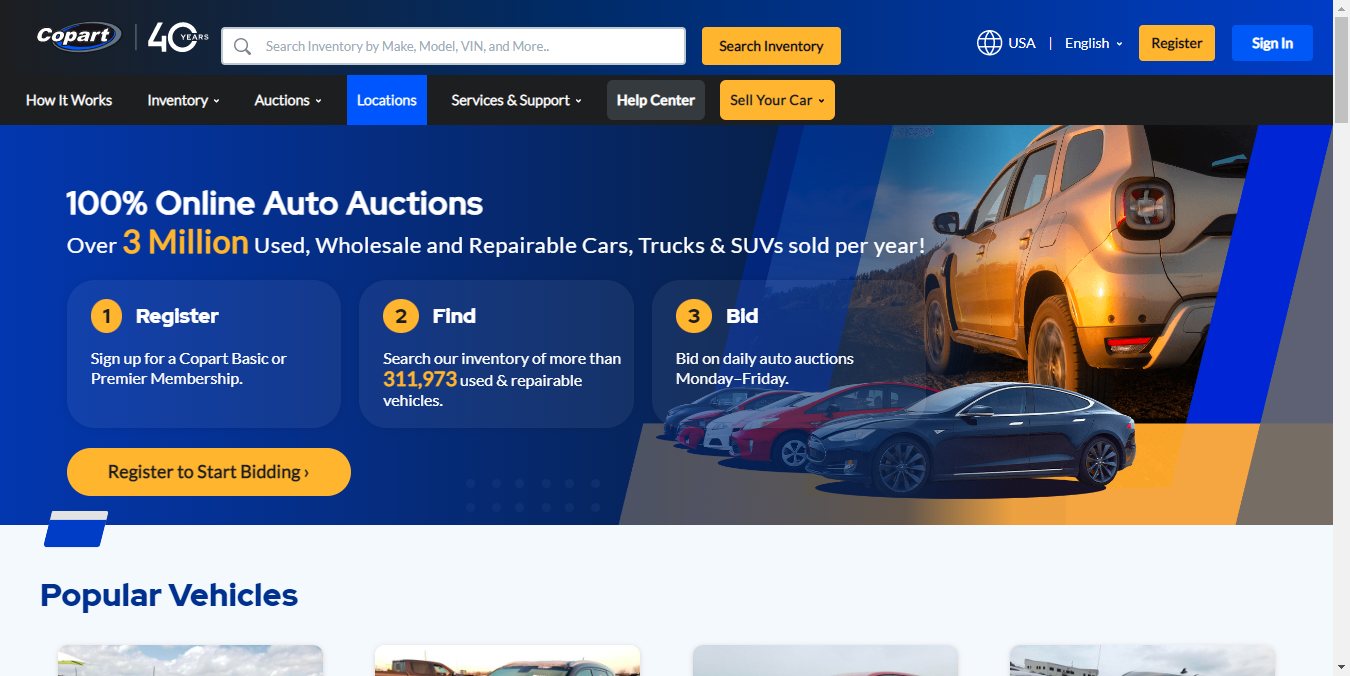 Copart
40 YEARS
Search Inventory by Make, Model, VIN, and More..
Search Inventory
USA | English
Register
Sign In
How It Works
Inventory
Auctions
Locations
Services & Support
Help Center
Sell Your Car
100% Online Auto Auctions
Over 3 Million Used, Wholesale and Repairable Cars, Trucks & SUVs sold per year!
1 Register
Sign up for a Copart Basic or
Premier Membership.
2 Find
Search our inventory of more than
311,973 used & repairable
vehicles.
3 Bid
Bid on daily auto auctions
Monday–Friday.
Register to Start Bidding ›
Popular Vehicles